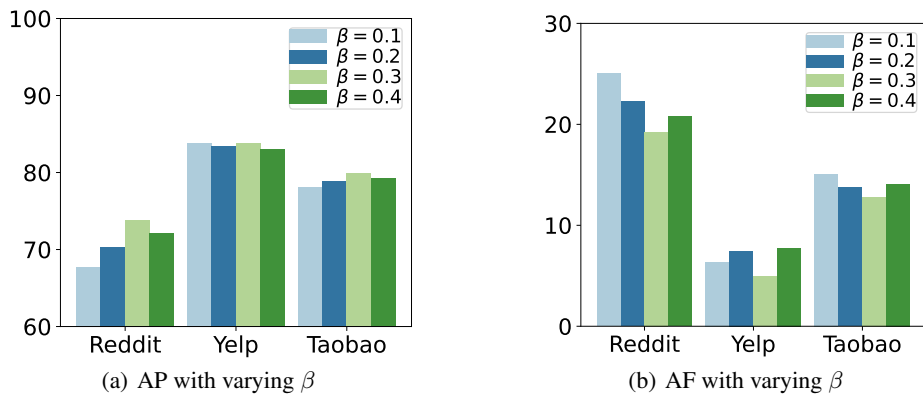 100
90
80
70
60
β = 0.1
β = 0.2
β = 0.3
β = 0.4
Reddit Yelp Taobao
(a) AP with varying β
30
20
10
0
β = 0.1
β = 0.2
β = 0.3
β = 0.4
Reddit Yelp Taobao
(b) AF with varying β